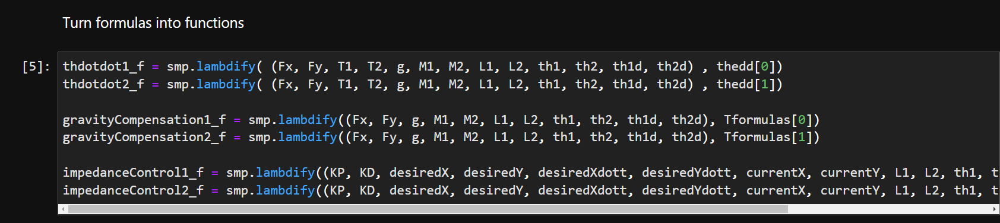 Turn formulas into functions
[5]: thdotdot1_f = smp.lambdify( (Fx, Fy, T1, T2, g, M1, M2, L1, L2, th1, th2, th1d, th2d) , thedd[0])
thdotdot2_f = smp.lambdify( (Fx, Fy, T1, T2, g, M1, M2, L1, L2, th1, th2, th1d, th2d) , thedd[1])
gravityCompensation1_f = smp.lambdify((Fx, Fy, g, M1, M2, L1, L2, th1, th2, th1d, th2d), Tformulas[0])
gravityCompensation2_f = smp.lambdify((Fx, Fy, g, M1, M2, L1, L2, th1, th2, th1d, th2d), Tformulas[1])
impedanceControl1_f = smp.lambdify((KP, KD, desiredX, desiredY, desiredXdott, desiredYdott, currentX, currentY, L1, L2, th1, t
impedanceControl2_f = smp.lambdify((KP, KD, desiredX, desiredY, desiredXdott, desiredYdott, currentX, currentY, L1, L2, th1, t